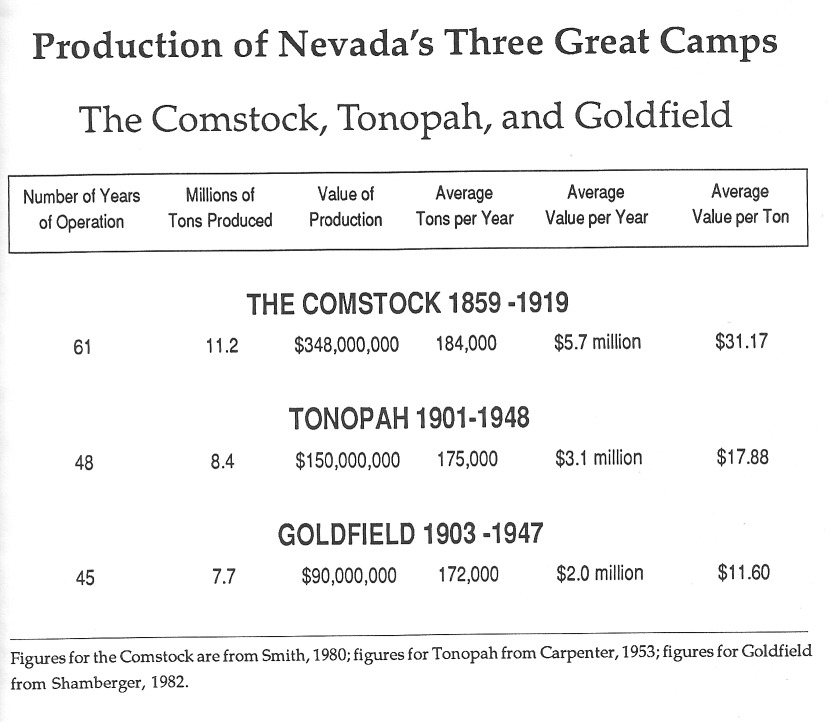 Production of Nevada's Three Great Camps
The Comstock, Tonopah, and Goldfield
Number of Years of Operation
Millions of Tons Produced
Value of Production
Average Tons per Year
Average Value per Year
Average Value per Ton
THE COMSTOCK 1859 -1919
61 11.2 $348,000,000 184,000 $5.7 million $31.17
TONOPAH 1901-1948
48 8.4 $150,000,000 175,000 $3.1 million $17.88
GOLDFIELD 1903 -1947
45 7.7 $90,000,000 172,000 $2.0 million $11.60
Figures for the Comstock are from Smith, 1980; figures for Tonopah from Carpenter, 1953; figures for Goldfield
from Shamberger, 1982.